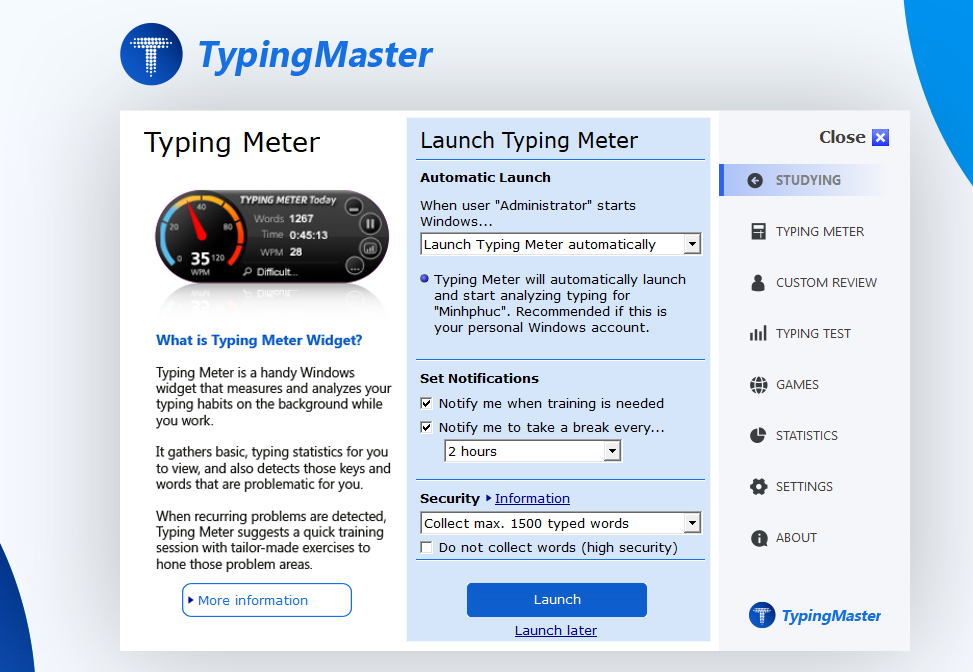 TypingMaster
Typing Meter
TYPING METER Today
Words 1267
Time 0:45:13
WPM 28
Difficult...
0
20
40
80
120
35
WPM
What is Typing Meter Widget?
Typing Meter is a handy Windows
widget that measures and analyzes your
typing habits on the background while
you work.
It gathers basic, typing statistics for you
to view, and also detects those keys and
words that are problematic for you.
When recurring problems are detected,
Typing Meter suggests a quick training
session with tailor-made exercises to
hone those problem areas.
More information
Launch Typing Meter
Automatic Launch
When user "Administrator" starts
Windows...
Launch Typing Meter automatically
Typing Meter will automatically launch
and start analyzing typing for
"Minhphuc". Recommended if this is
your personal Windows account.
Set Notifications
Notify me when training is needed
Notify me to take a break every...
2 hours
Security Information
Collect max. 1500 typed words
Do not collect words (high security)
Launch
Launch later
Close
STUDYING
TYPING METER
CUSTOM REVIEW
TYPING TEST
GAMES
STATISTICS
SETTINGS
ABOUT
TypingMaster